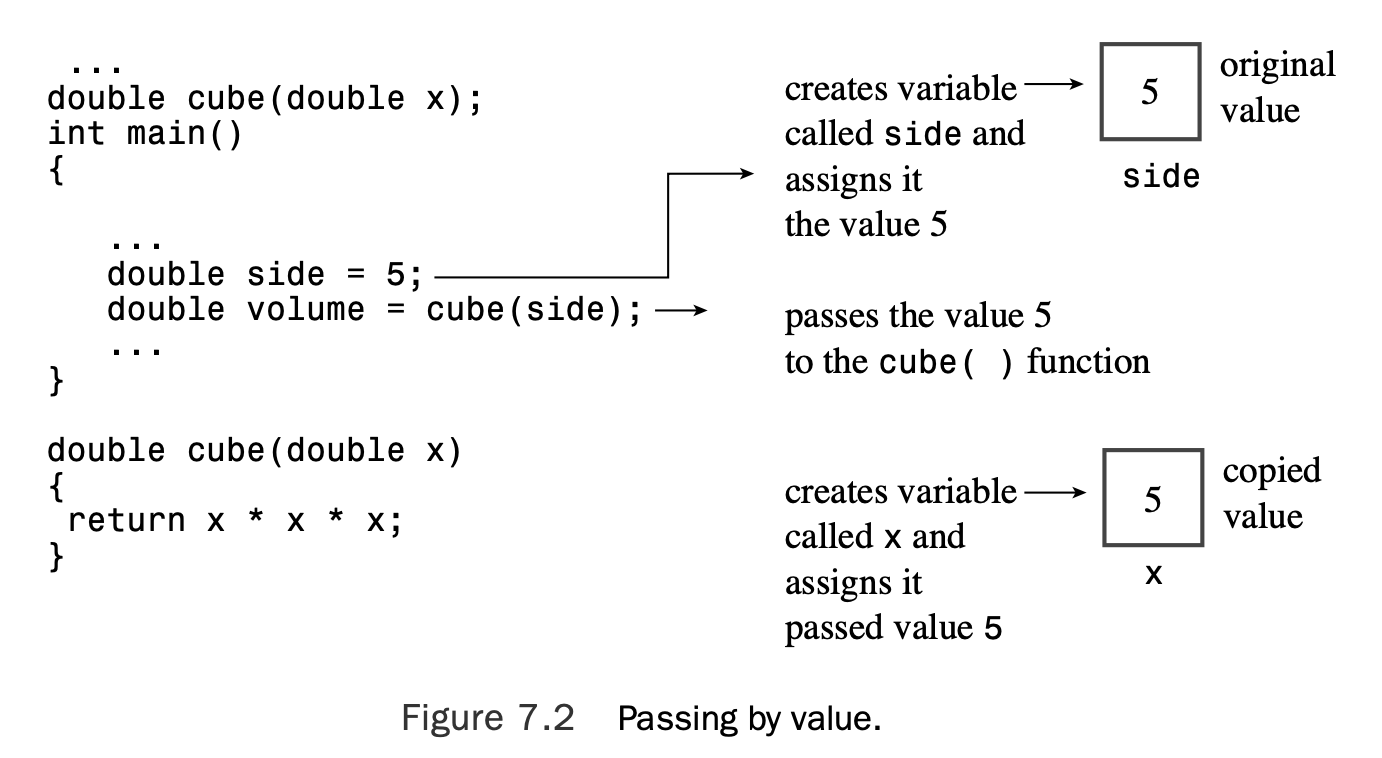 ...
double cube(double x);
int main()
{
...
double side = 5;
double volume = cube(side);
...
}
double cube(double x)
{
return x * x * x;
}
creates variable
called side and
assigns it
the value 5
5
original
value
side
passes the value 5
to the cube( ) function
creates variable
called x and
assigns it
passed value 5
5
copied
value
x
Figure 7.2 Passing by value.